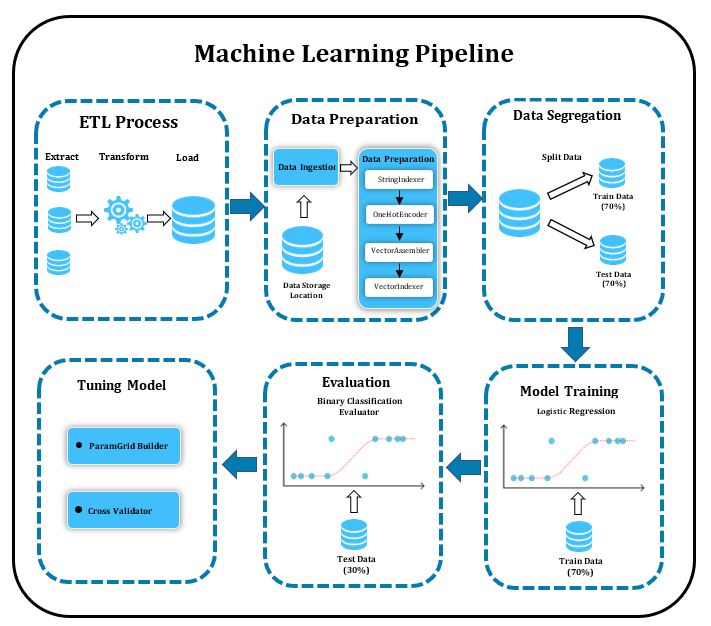 Machine Learning Pipeline
ETL Process
Extract
Transform
Load
Data Preparation
Data Ingestion
Data Storage
Location
Data Preparation
StringIndexer
OneHotEncoder
VectorAssembler
VectorIndexer
Data Segregation
Split Data
Train Data
(70%)
Test Data
(70%)
Model Training
Logistic Regression
Train Data
(70%)
Evaluation
Binary Classification
Evaluator
Test Data
(30%)
Tuning Model
ParamGrid Builder
Cross Validator